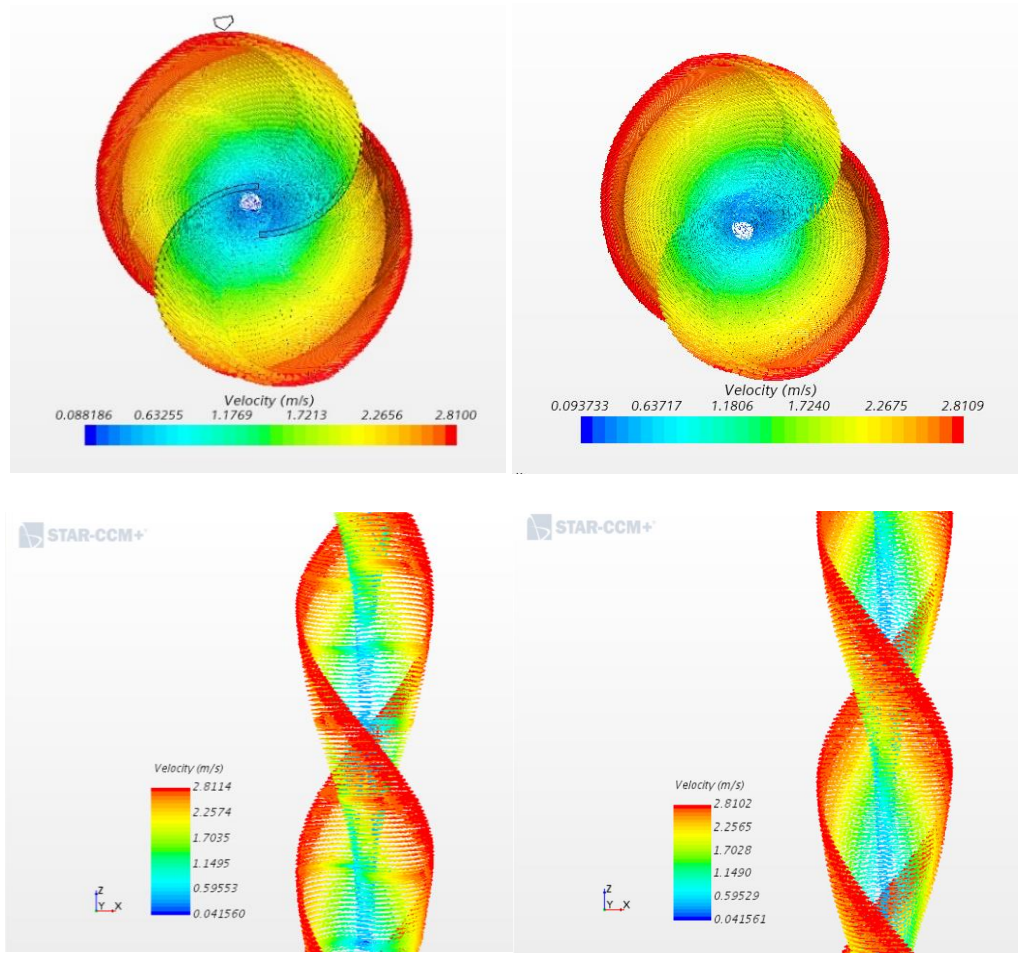 Velocity (m/s)
0.088186 0.63255 1.1769 1.7213 2.2656 2.8100
Velocity (m/s)
0.093733 0.63717 1.1806 1.7240 2.2675 2.8109
STAR-CCM+
Velocity (m/s)
2.8114
2.2574
1.7035
1.1495
0.59553
0.041560
Z
Y X
STAR-CCM+
Velocity (m/s)
2.8102
2.2565
1.7028
1.1490
0.59529
0.041561
Z
Y X